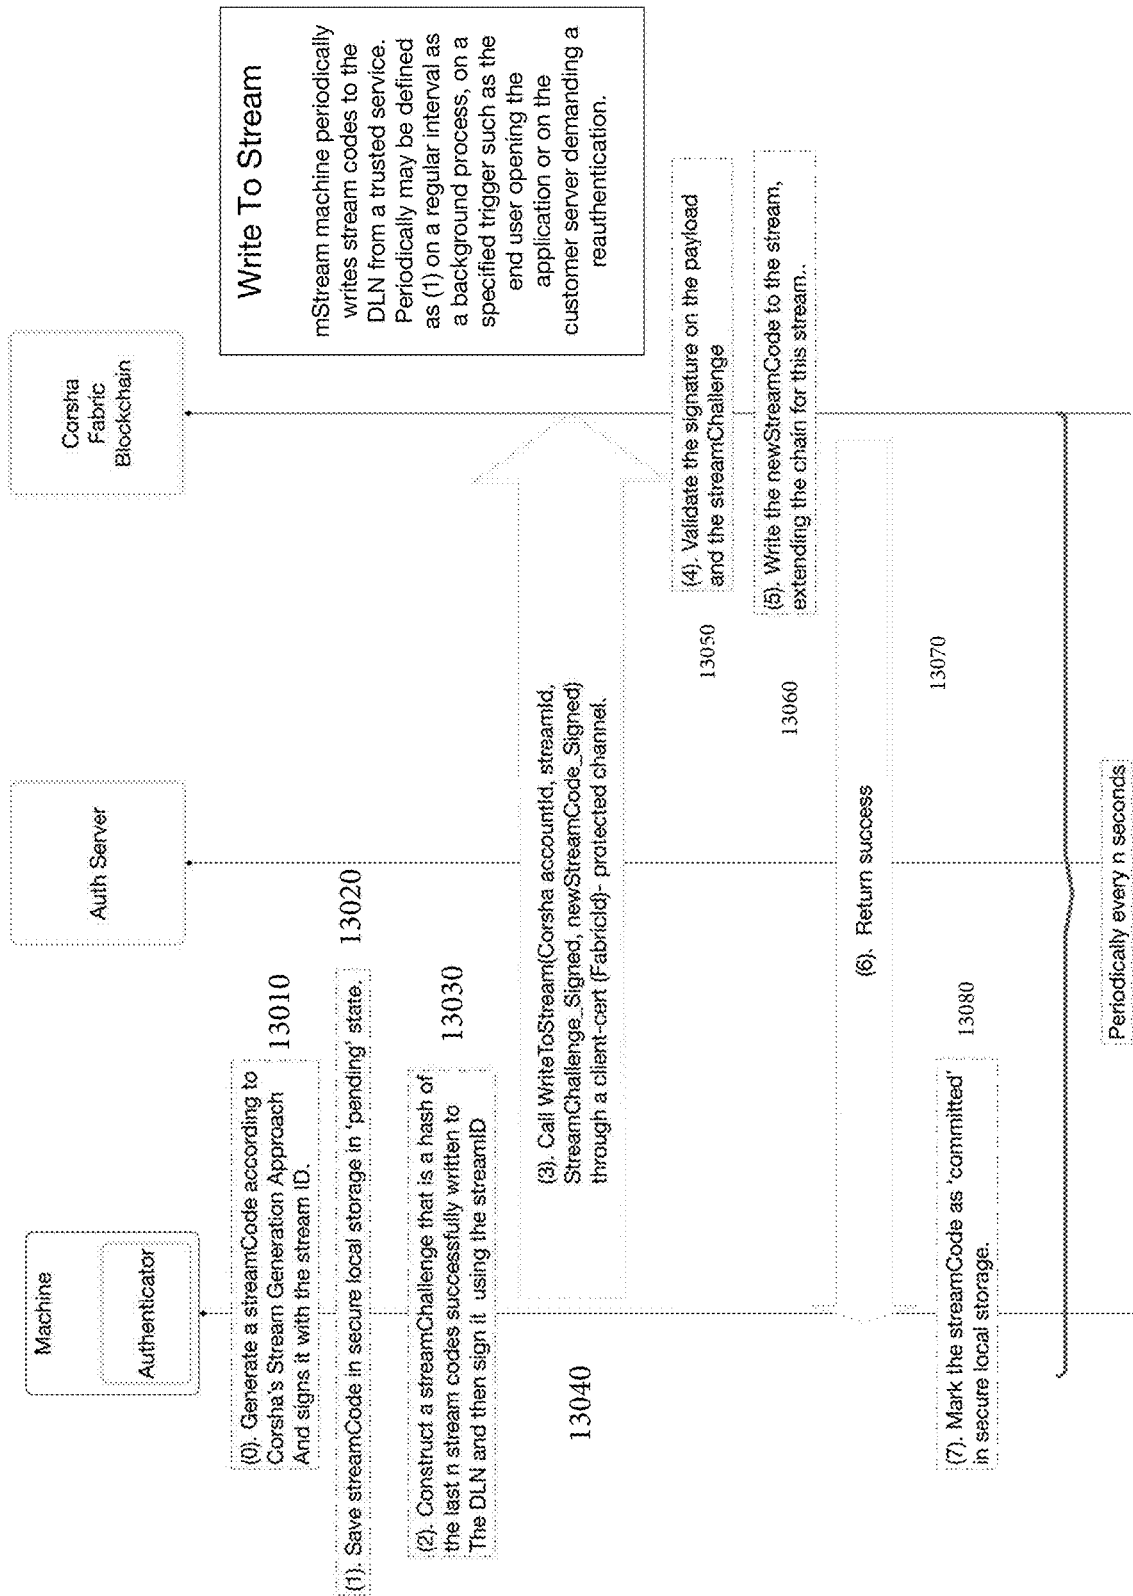 Machine
Authenticator
Auth Server
Corsha
Fabric
Blockchain
Write To Stream
mStream machine periodically
writes stream codes to the
DLN from a trusted service.
Periodically may be defined
as (1) on a regular interval as
a background process, on a
specified trigger such as the
end user opening the
application or on the
customer server demanding a
reauthentication.
(0). Generate a streamCode according to
Corsha's Stream Generation Approach
And signs it with the stream ID.
13010
(1). Save streamCode in secure local storage in 'pending' state.
13020
(2). Construct a streamChallenge that is a hash of
the last n stream codes successfully written to
The DLN and then sign it using the streamID
13030
(3). Call WriteToStream(Corsha accountId, streamId,
StreamChallenge_Signed, newStreamCode_Signed)
through a client-cert (FabricId)- protected channel.
13040
(4). Validate the signature on the payload
and the streamChallenge
13050
(5). Write the newStreamCode to the stream,
extending the chain for this stream..
13060
(6). Return success
13070
(7). Mark the streamCode as 'committed'
in secure local storage.
13080
Periodically every n seconds